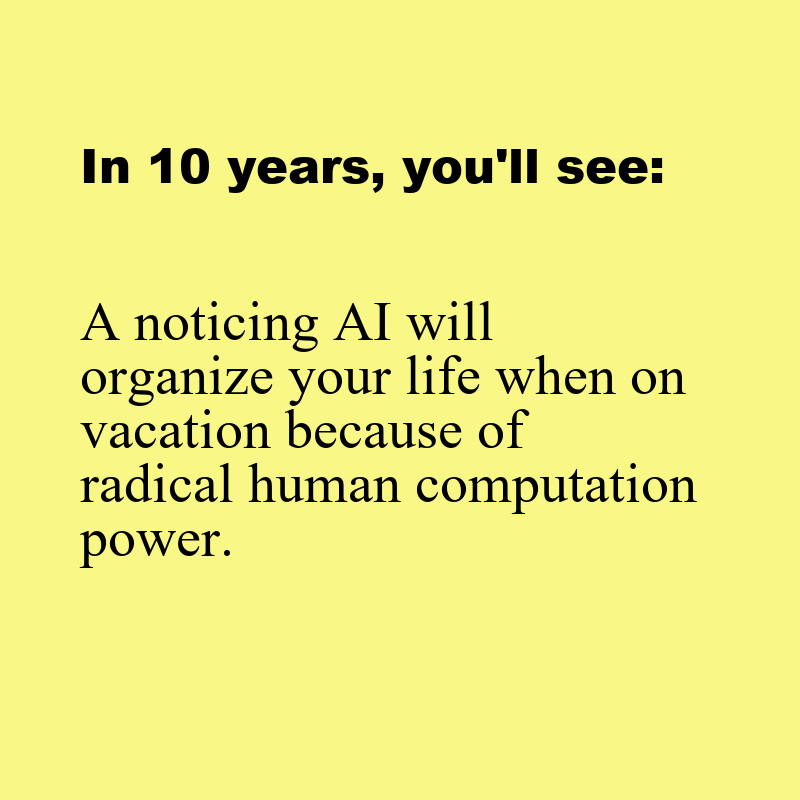 In 10 years, you'll see:
A noticing AI will
organize your life when on
vacation because of
radical human computation
power.